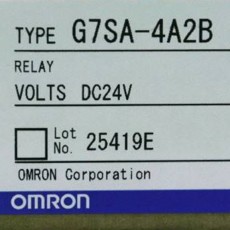 TYPE G7SA-4A2B
RELAY
VOLTS DC24V
Lot No. 25419E
OMRON Corporation
OMRON